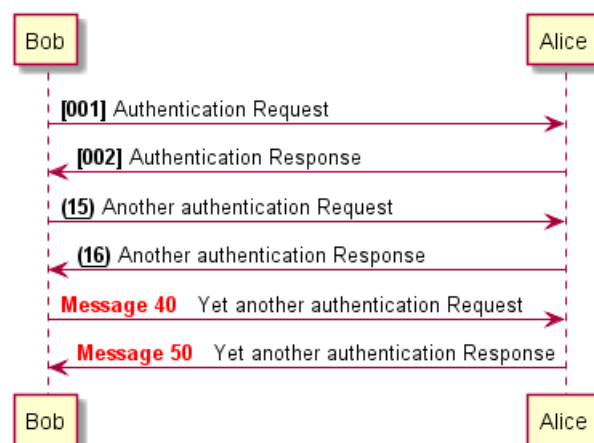 Bob Alice
[001] Authentication Request
[002] Authentication Response
(15) Another authentication Request
(16) Another authentication Response
Message 40 Yet another authentication Request
Message 50 Yet another authentication Response
Bob Alice